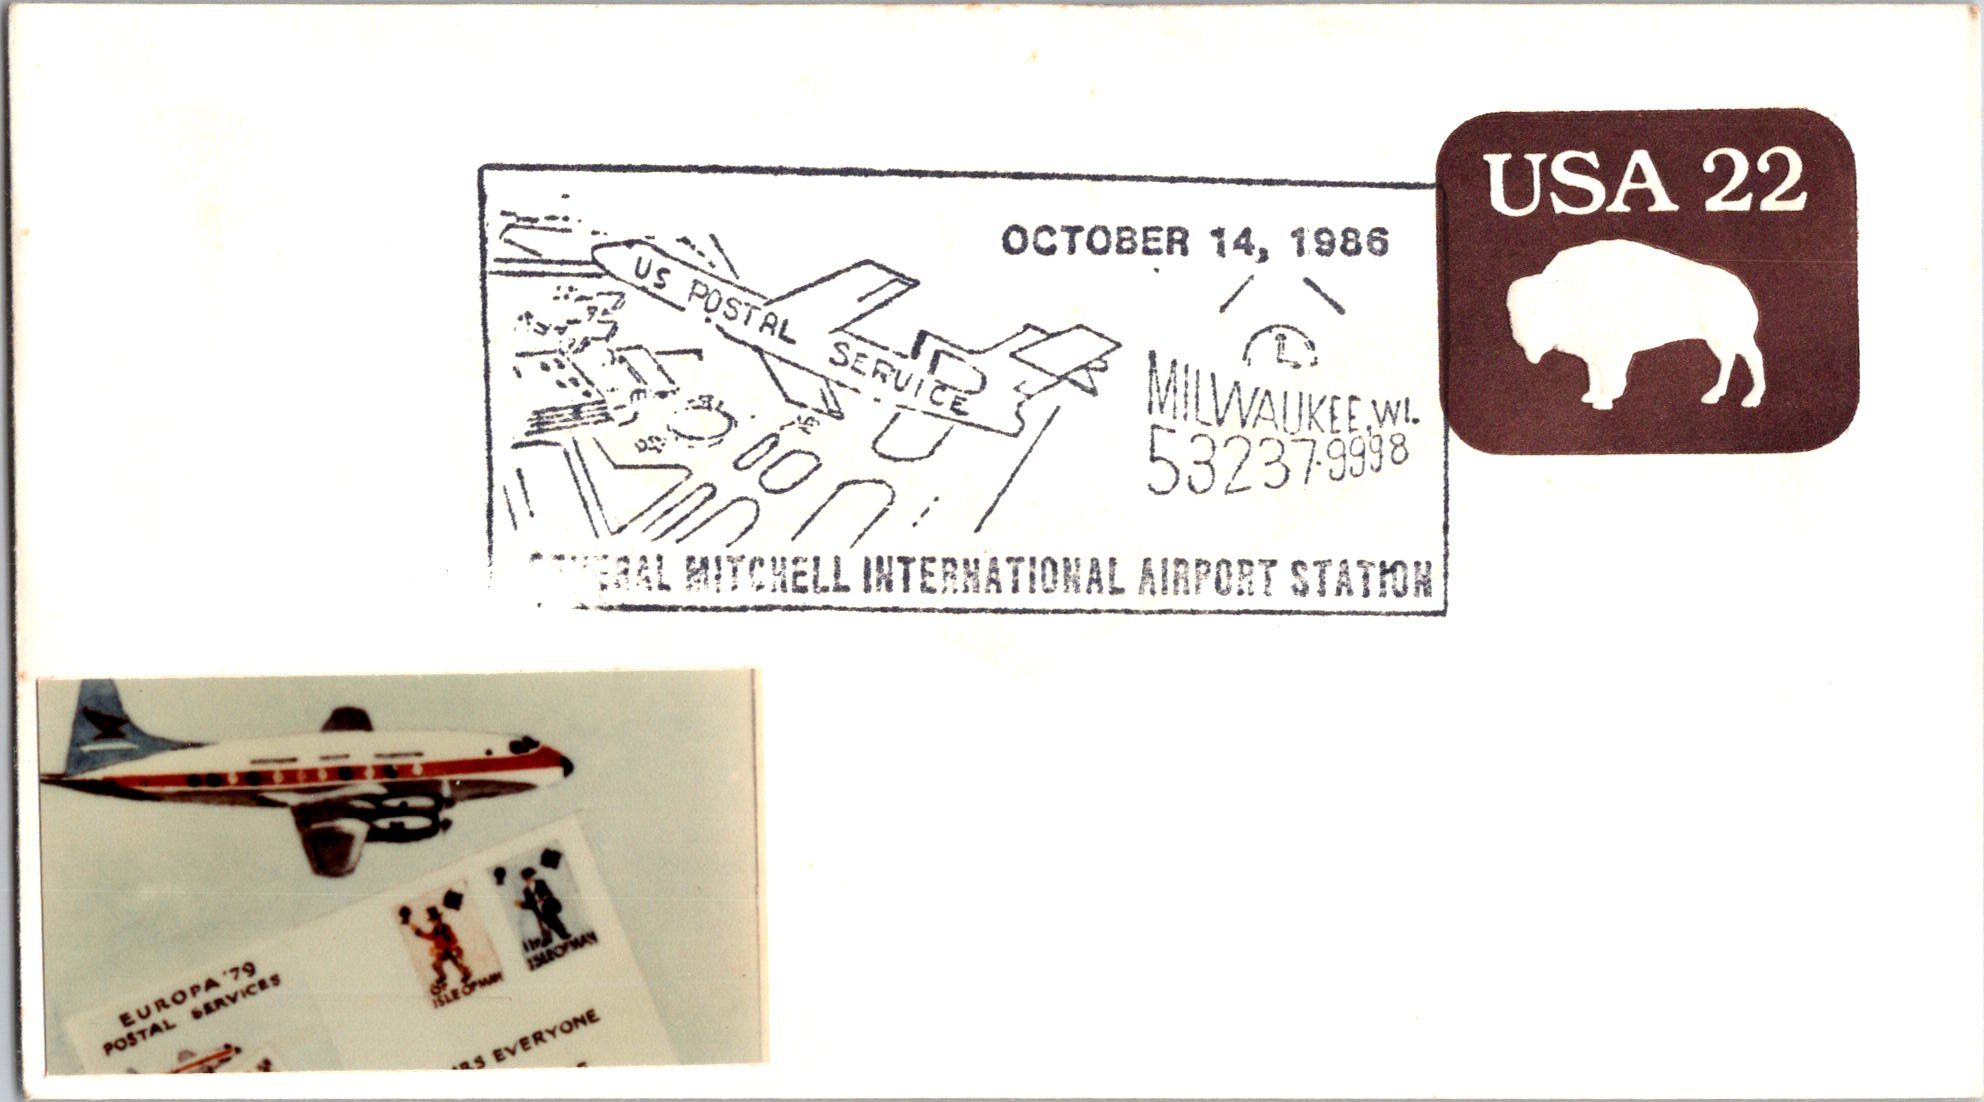 USA 22
OCTOBER 14, 1986
US POSTAL SERVICE
MILWAUKEE, WI.
53237-9998
GENERAL MITCHELL INTERNATIONAL AIRPORT STATION
ISLE OF MAN
ISLE OF MAN
EUROPA '79
POSTAL SERVICES
EVERYONE